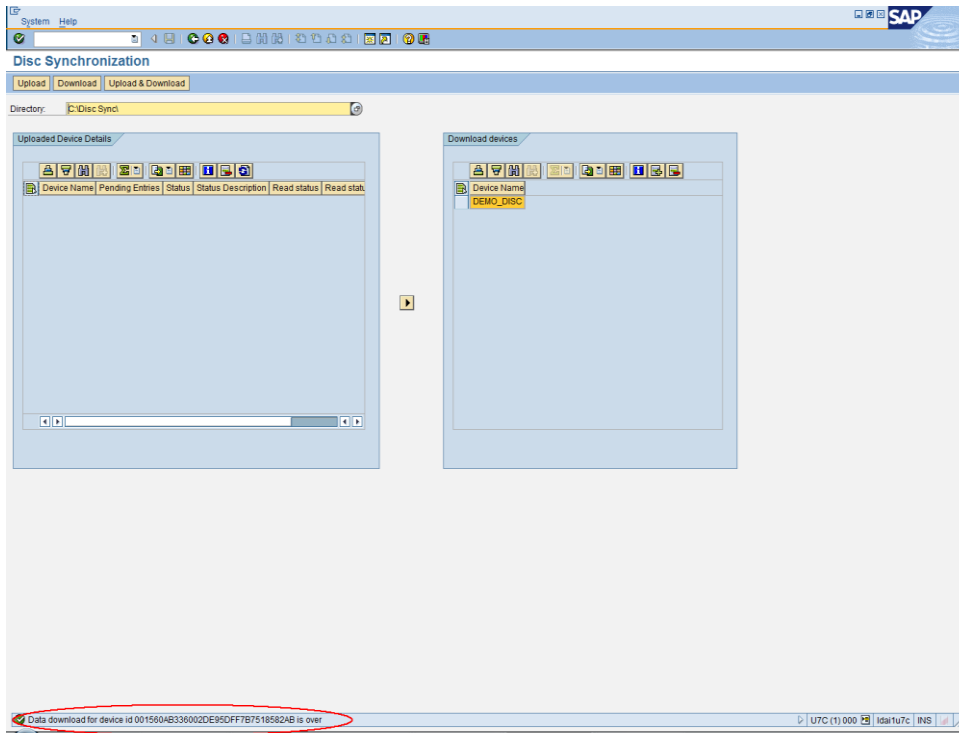 System Help
SAP
Disc Synchronization
Upload Download Upload & Download
Directory: C:\Disc Sync\
Uploaded Device Details
Device Name Pending Entries Status Status Description Read status Read statu
Download devices
Device Name
DEMO_DISC
Data download for device id 001560AB336002DE95DFF7B7518582AB is over
U7C (1) 000 ldai1u7c INS